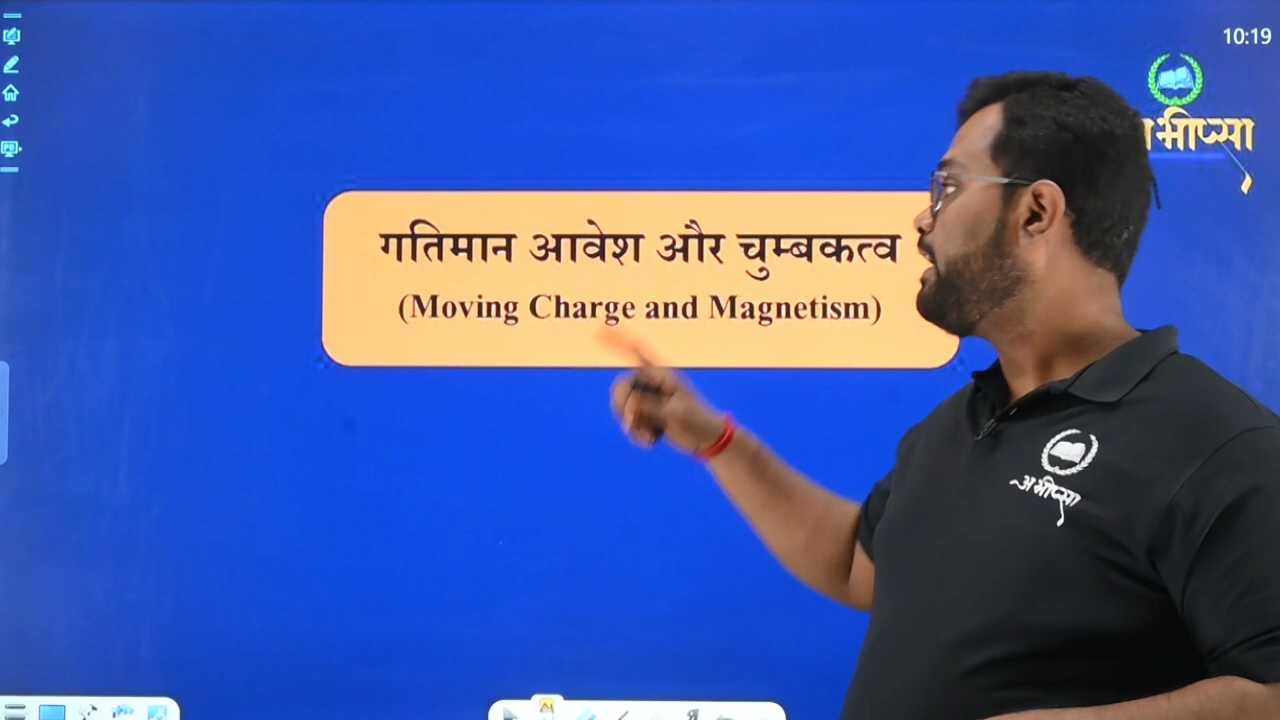 10:19
अभीप्सा
गतिमान आवेश और चुम्बकत्व
(Moving Charge and Magnetism)
अभीप्सा